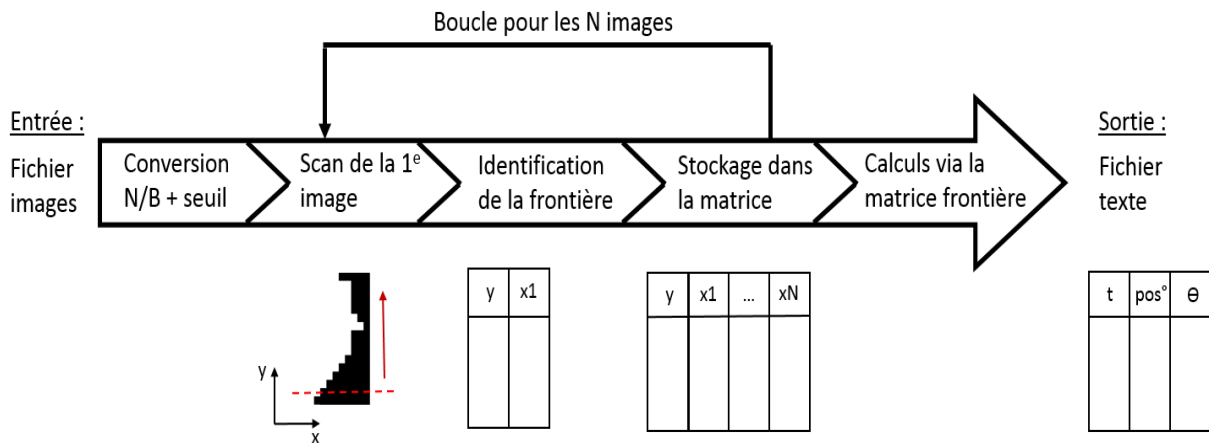 Boucle pour les N images
Entrée :
Fichier
images
Conversion
N/B + seuil
Scan de la 1e
image
Identification
de la frontière
Stockage dans
la matrice
Calculs via la
matrice frontière
Sortie :
Fichier
texte
y
x
y x1
y x1 ... xN
t pos° Θ